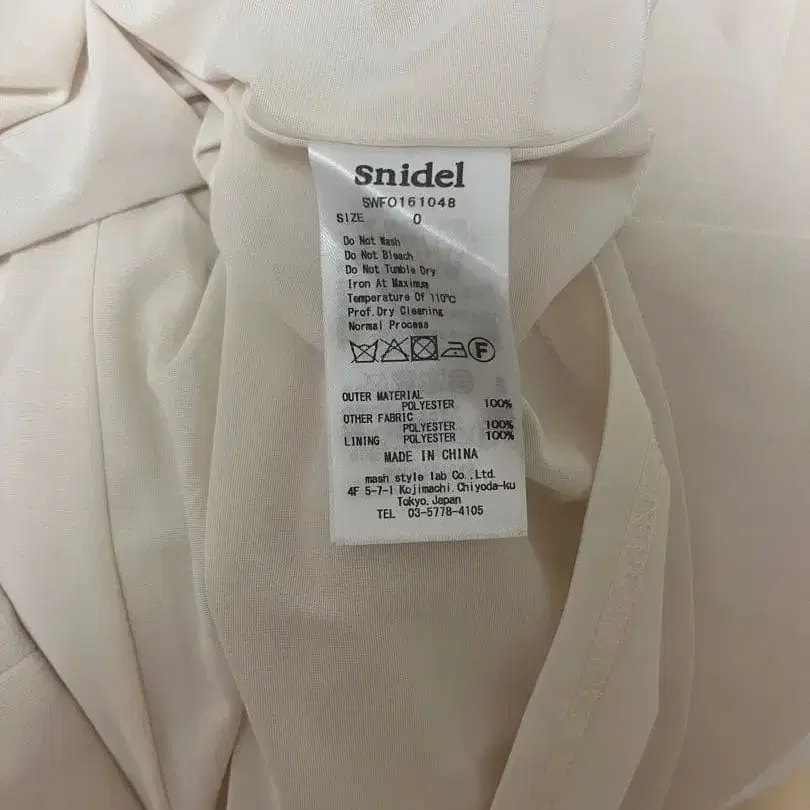 snidel
SWFO161048
SIZE 0
Do Not Wash
Do Not Bleach
Do Not Tumble Dry
Iron At Maximum
Temperature Of 110℃
Prof.Dry Cleaning
Normal Process
F
OUTER MATERIAL
POLYESTER 100%
OTHER FABRIC
POLYESTER 100%
LINING POLYESTER 100%
MADE IN CHINA
mash style lab Co.,Ltd.
4F 5-7-1 Kojimachi,Chiyoda-ku
Tokyo,Japan
TEL 03-5778-4105